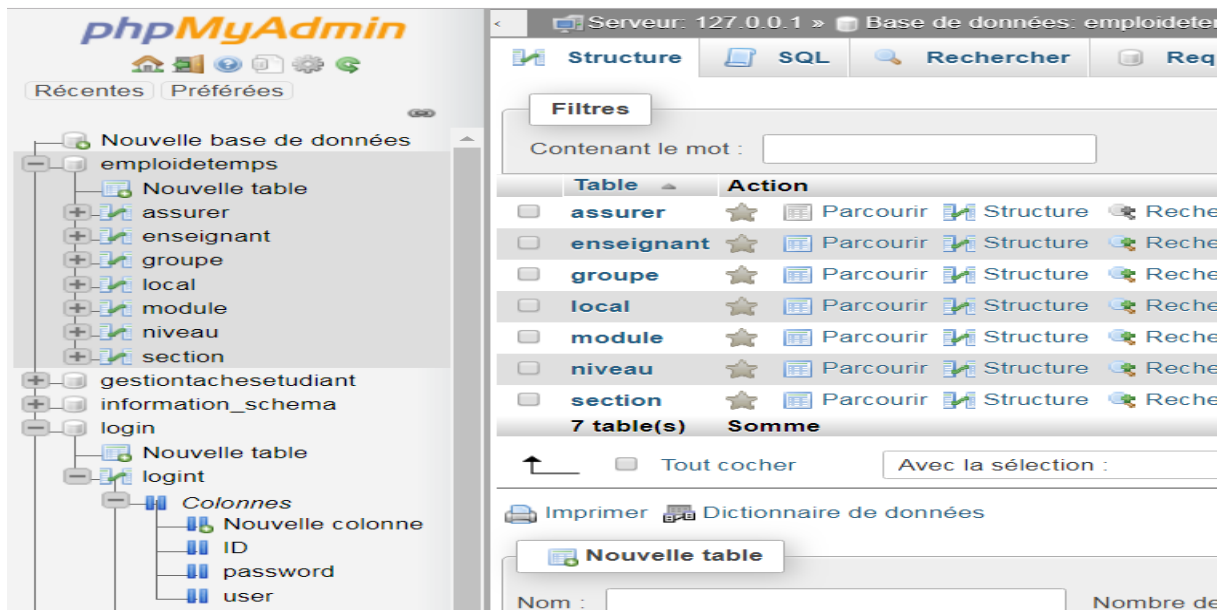 phpMyAdmin
Récentes Préférées
Nouvelle base de données
emploidetemps
Nouvelle table
assurer
enseignant
groupe
local
module
niveau
section
gestiontachesetudiant
information_schema
login
Nouvelle table
logint
Colonnes
Nouvelle colonne
ID
password
user
Serveur: 127.0.0.1 » Base de données: emploidete
Structure SQL Rechercher Req
Filtres
Contenant le mot :
Table Action
assurer Parcourir Structure Reche
enseignant Parcourir Structure Reche
groupe Parcourir Structure Reche
local Parcourir Structure Reche
module Parcourir Structure Reche
niveau Parcourir Structure Reche
section Parcourir Structure Reche
7 table(s) Somme
Tout cocher Avec la sélection :
Imprimer Dictionnaire de données
Nouvelle table
Nom : Nombre de